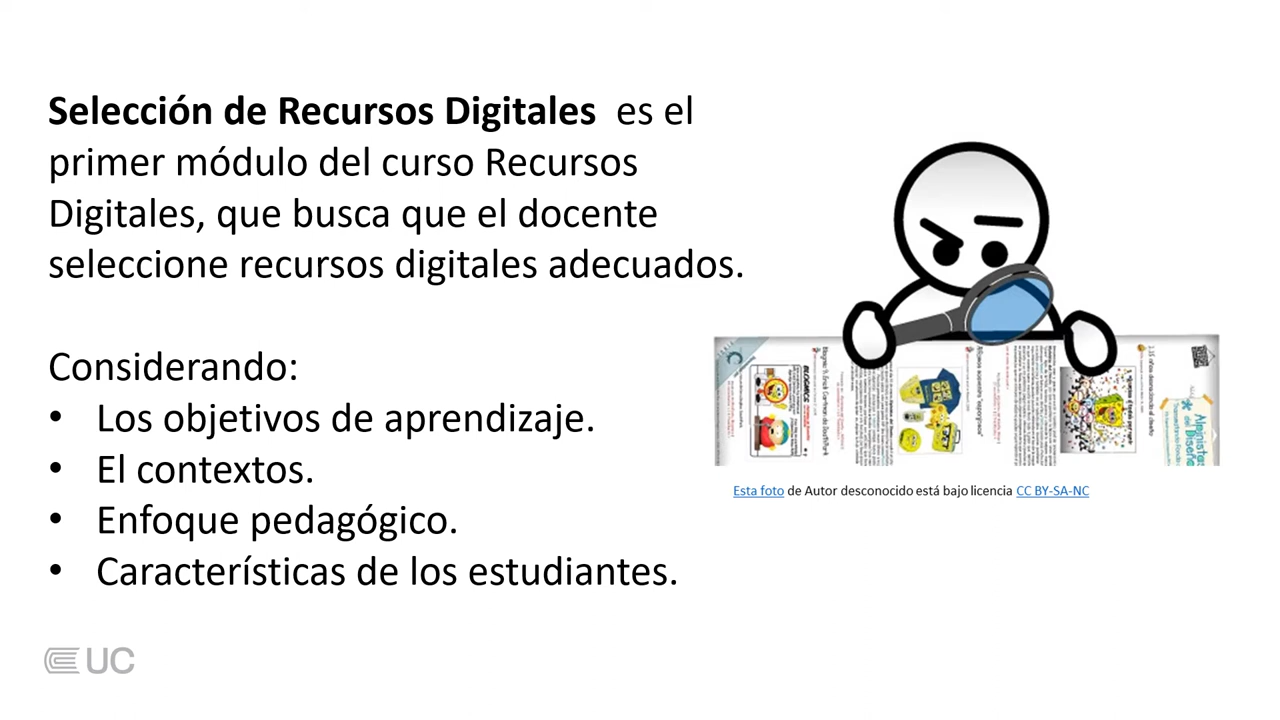 Selección de Recursos Digitales es el
primer módulo del curso Recursos
Digitales, que busca que el docente
seleccione recursos digitales adecuados.
Considerando:
• Los objetivos de aprendizaje.
• El contextos.
• Enfoque pedagógico.
• Características de los estudiantes.
Esta foto de Autor desconocido está bajo licencia CC BY-SA-NC
UC